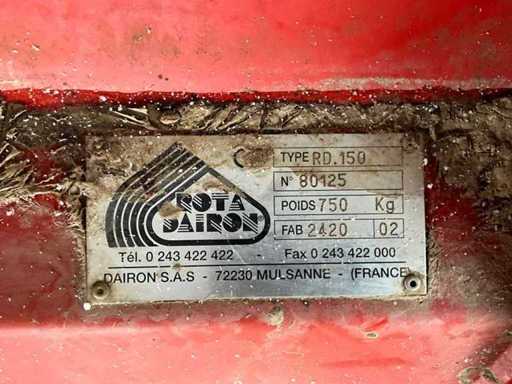 TYPE RD.150
N° 80125
POIDS 750 Kg
FAB 2420 02
ROTA
DAIRON
Tél. 0 243 422 422 - Fax 0 243 422 000
DAIRON S.A.S - 72230 MULSANNE - (FRANCE)